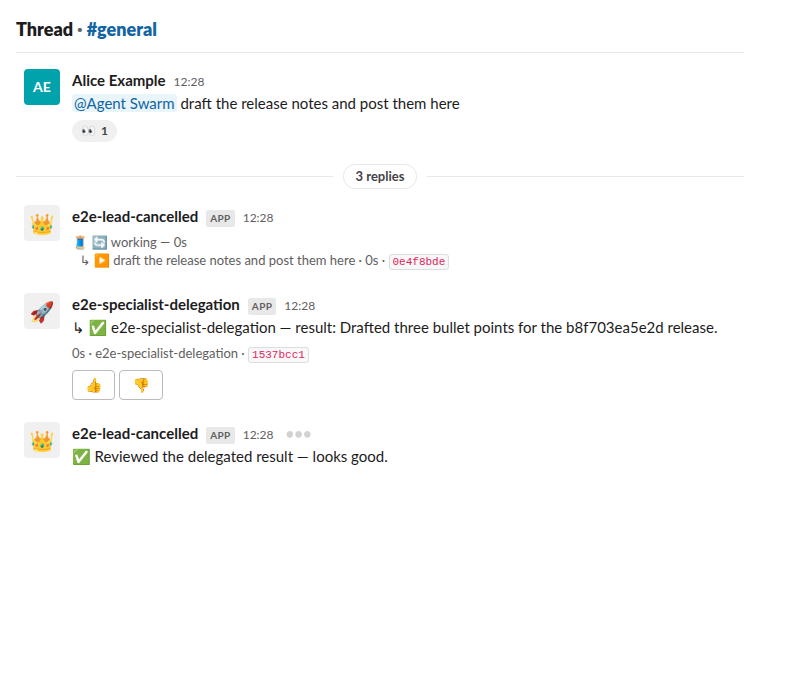 Thread • #general
AE
Alice Example 12:28
@Agent Swarm draft the release notes and post them here
👀 1
3 replies
e2e-lead-cancelled APP 12:28
🧵 🔄 working — 0s
↳ ▶️ draft the release notes and post them here · 0s · 0e4f8bde
e2e-specialist-delegation APP 12:28
↳ ✅ e2e-specialist-delegation — result: Drafted three bullet points for the b8f703ea5e2d release.
0s · e2e-specialist-delegation · 1537bcc1
👍 👎
e2e-lead-cancelled APP 12:28
✅ Reviewed the delegated result — looks good.